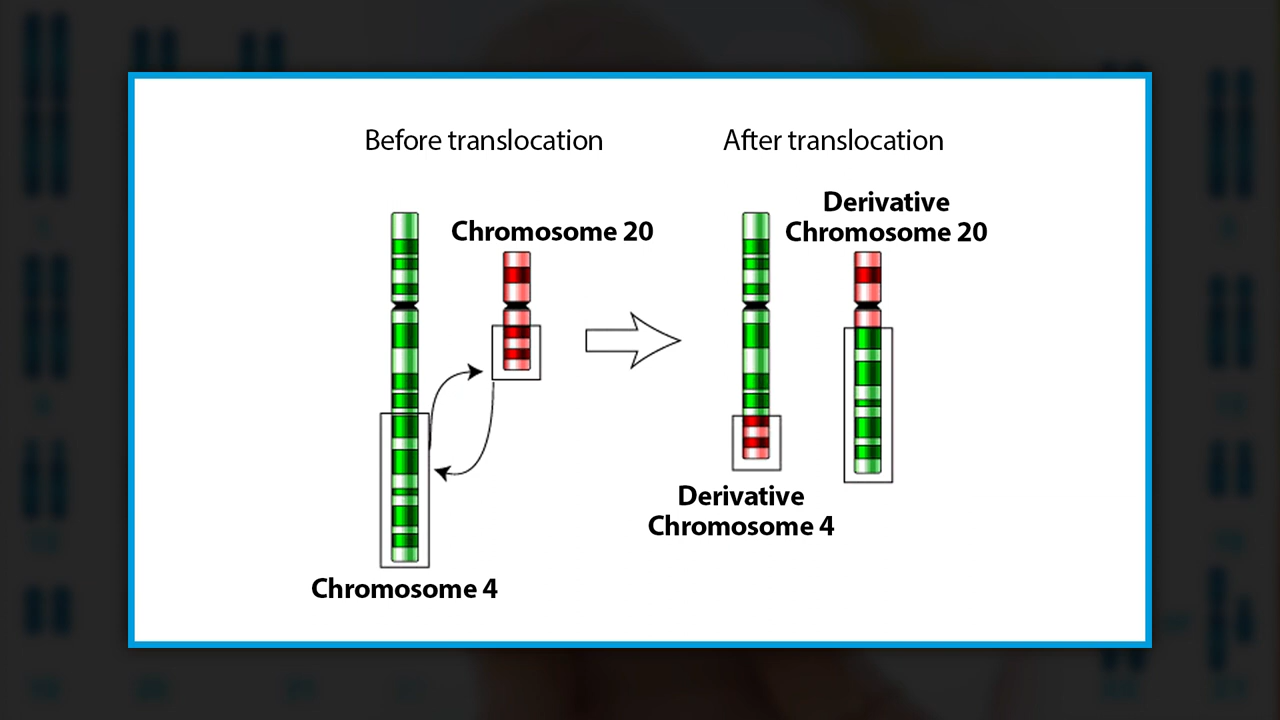 Before translocation
After translocation
Chromosome 20
Derivative
Chromosome 20
Derivative
Chromosome 4
Chromosome 4